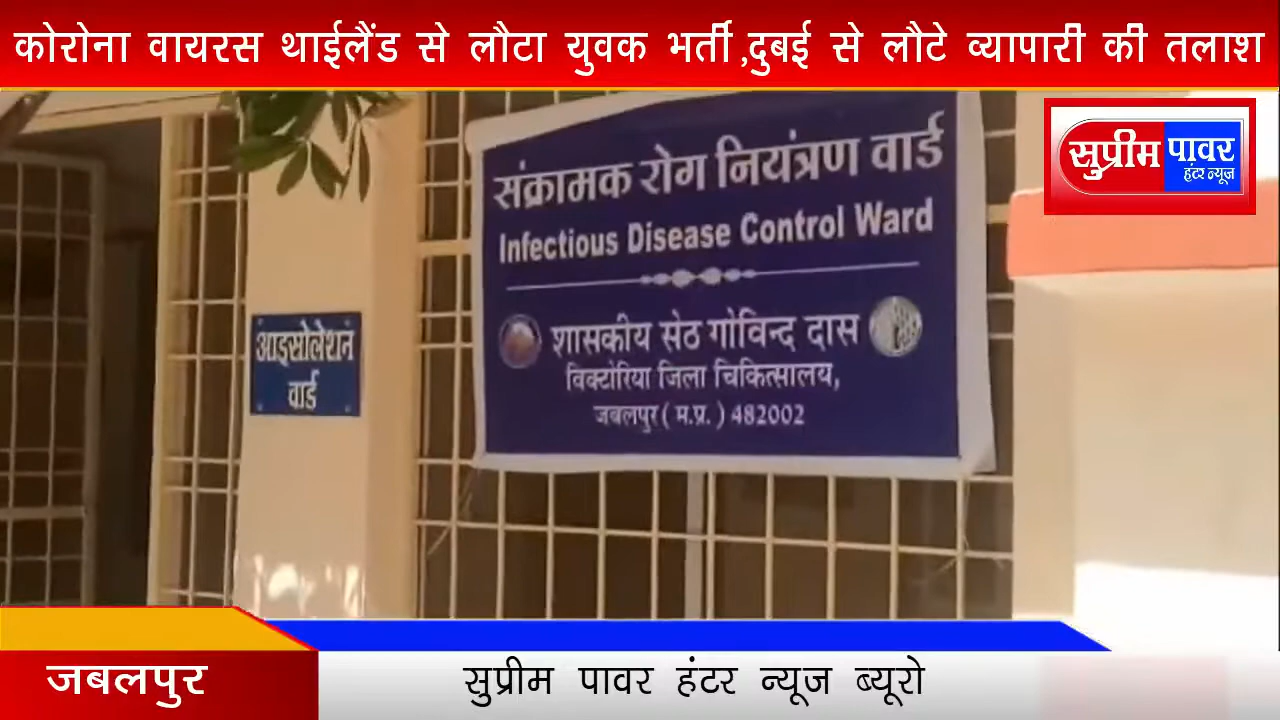 कोरोना वायरस थाईलैंड से लौटा युवक भर्ती,दुबई से लौटे व्यापारी की तलाश
सुप्रीम पावर
हंटर न्यूज
संक्रामक रोग नियंत्रण वार्ड
Infectious Disease Control Ward
शासकीय सेठ गोविन्द दास
विक्टोरिया जिला चिकित्सालय,
जबलपुर ( म.प्र. ) 482002
आइसोलेशन
वार्ड
जबलपुर
सुप्रीम पावर हंटर न्यूज ब्यूरो